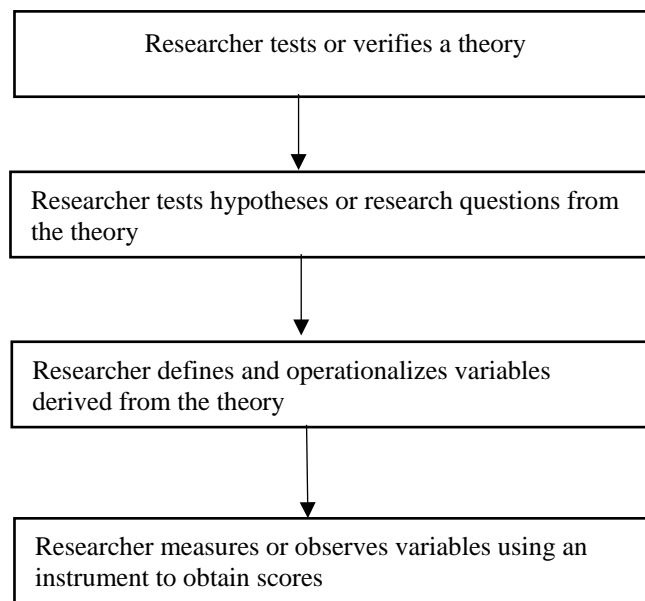 Researcher tests or verifies a theory
Researcher tests hypotheses or research questions from
the theory
Researcher defines and operationalizes variables
derived from the theory
Researcher measures or observes variables using an
instrument to obtain scores